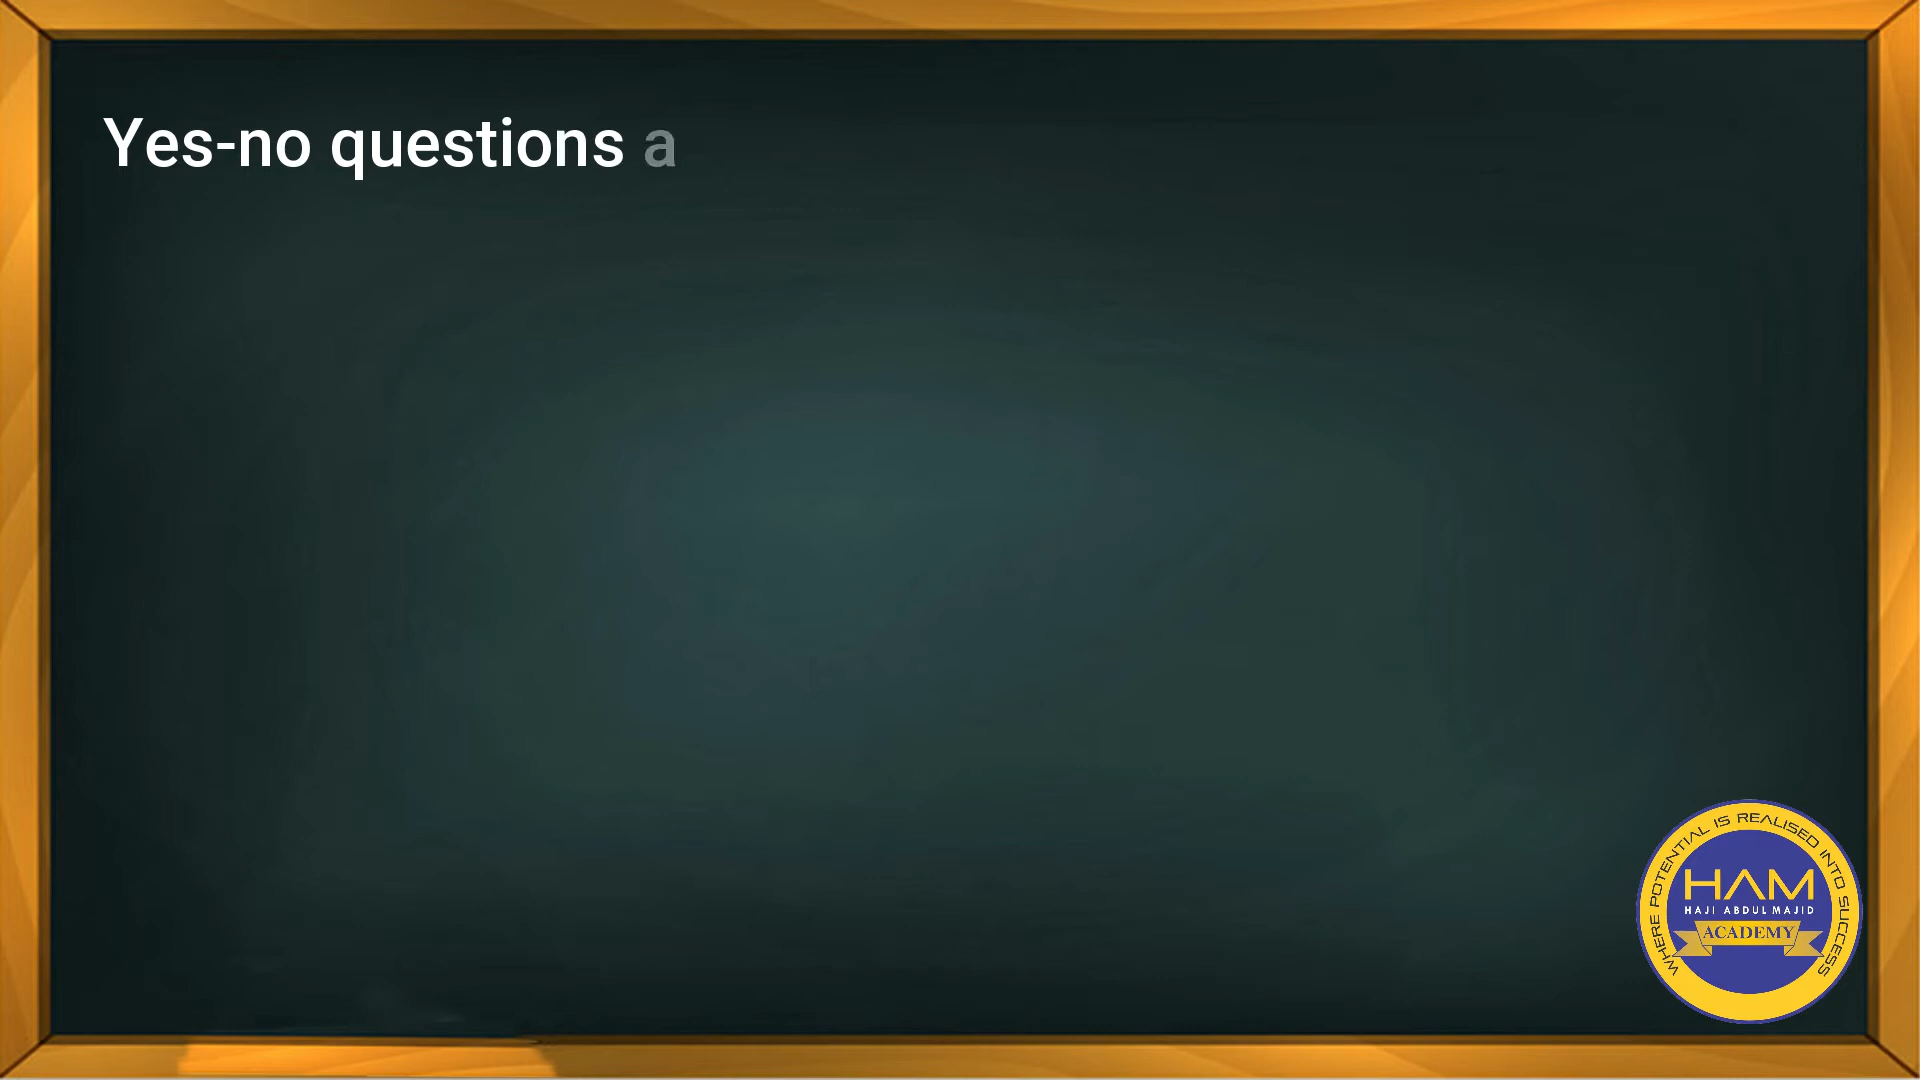 Yes-no questions a
WHERE POTENTIAL IS REALISED INTO SUCCESS
HAM
HAJI ABDUL MAJID
ACADEMY